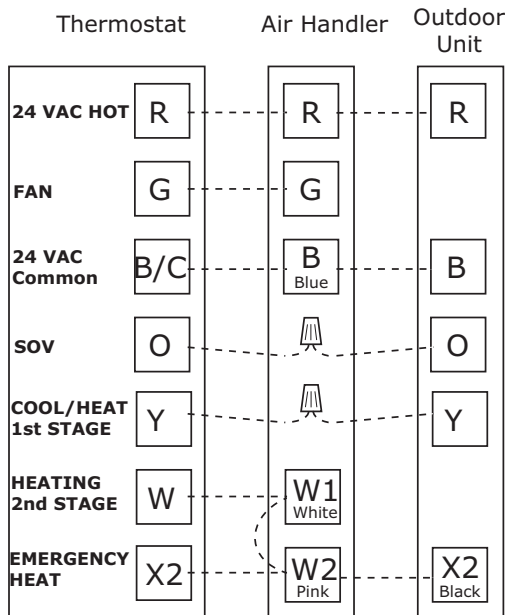 Thermostat
Air Handler
Outdoor
Unit
24 VAC HOT
R
R
R
FAN
G
G
24 VAC
Common
B/C
B
Blue
B
SOV
O
O
COOL/HEAT
1st STAGE
Y
Y
HEATING
2nd STAGE
W
W1
White
EMERGENCY
HEAT
X2
W2
Pink
X2
Black